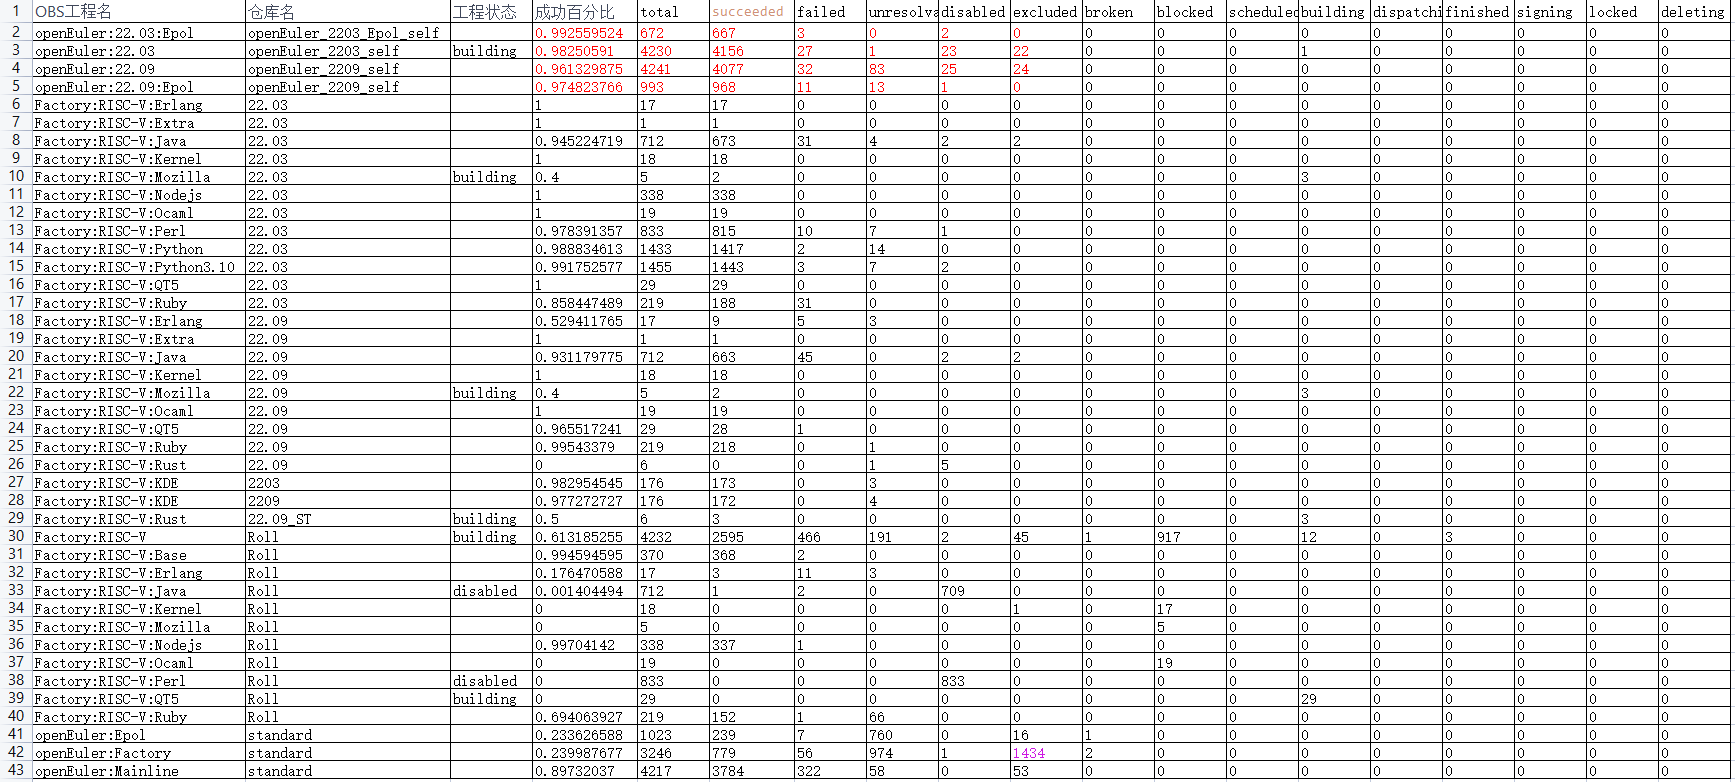 1 OBS工程名 仓库名 工程状态 成功百分比 total succeeded failed unresolva disabled excluded broken blocked scheduled building dispatchi finished signing locked deleting
2 openEuler:22.03:Epol openEuler_2203_Epol_self 0.992559524 672 667 3 0 2 0 0 0 0 0 0 0 0 0 0
3 openEuler:22.03 openEuler_2203_self building 0.98250591 4230 4156 27 1 23 22 0 0 0 1 0 0 0 0 0
4 openEuler:22.09 openEuler_2209_self 0.961329875 4241 4077 32 83 25 24 0 0 0 0 0 0 0 0 0
5 openEuler:22.09:Epol openEuler_2209_self 0.974823766 993 968 11 13 1 0 0 0 0 0 0 0 0 0 0
6 Factory:RISC-V:Erlang 22.03 1 17 17 0 0 0 0 0 0 0 0 0 0 0 0 0
7 Factory:RISC-V:Extra 22.03 1 1 1 0 0 0 0 0 0 0 0 0 0 0 0 0
8 Factory:RISC-V:Java 22.03 0.945224719 712 673 31 4 2 2 0 0 0 0 0 0 0 0 0
9 Factory:RISC-V:Kernel 22.03 1 18 18 0 0 0 0 0 0 0 0 0 0 0 0 0
10 Factory:RISC-V:Mozilla 22.03 building 0.4 5 2 0 0 0 0 0 0 0 3 0 0 0 0 0
11 Factory:RISC-V:Nodejs 22.03 1 338 338 0 0 0 0 0 0 0 0 0 0 0 0 0
12 Factory:RISC-V:Ocaml 22.03 1 19 19 0 0 0 0 0 0 0 0 0 0 0 0 0
13 Factory:RISC-V:Perl 22.03 0.978391357 833 815 10 7 1 0 0 0 0 0 0 0 0 0 0
14 Factory:RISC-V:Python 22.03 0.988834613 1433 1417 2 14 0 0 0 0 0 0 0 0 0 0 0
15 Factory:RISC-V:Python3.10 22.03 0.991752577 1455 1443 3 7 2 0 0 0 0 0 0 0 0 0 0
16 Factory:RISC-V:QT5 22.03 1 29 29 0 0 0 0 0 0 0 0 0 0 0 0 0
17 Factory:RISC-V:Ruby 22.03 0.858447489 219 188 31 0 0 0 0 0 0 0 0 0 0 0 0
18 Factory:RISC-V:Erlang 22.09 0.529411765 17 9 5 3 0 0 0 0 0 0 0 0 0 0 0
19 Factory:RISC-V:Extra 22.09 1 1 1 0 0 0 0 0 0 0 0 0 0 0 0 0
20 Factory:RISC-V:Java 22.09 0.931179775 712 663 45 0 2 2 0 0 0 0 0 0 0 0 0
21 Factory:RISC-V:Kernel 22.09 1 18 18 0 0 0 0 0 0 0 0 0 0 0 0 0
22 Factory:RISC-V:Mozilla 22.09 building 0.4 5 2 0 0 0 0 0 0 0 3 0 0 0 0 0
23 Factory:RISC-V:Ocaml 22.09 1 19 19 0 0 0 0 0 0 0 0 0 0 0 0 0
24 Factory:RISC-V:QT5 22.09 0.965517241 29 28 1 0 0 0 0 0 0 0 0 0 0 0 0
25 Factory:RISC-V:Ruby 22.09 0.99543379 219 218 0 1 0 0 0 0 0 0 0 0 0 0 0
26 Factory:RISC-V:Rust 22.09 0 6 0 0 1 5 0 0 0 0 0 0 0 0 0 0
27 Factory:RISC-V:KDE 2203 0.982954545 176 173 0 3 0 0 0 0 0 0 0 0 0 0 0
28 Factory:RISC-V:KDE 2209 0.977272727 176 172 0 4 0 0 0 0 0 0 0 0 0 0 0
29 Factory:RISC-V:Rust 22.09_ST building 0.5 6 3 0 0 0 0 0 0 0 3 0 0 0 0 0
30 Factory:RISC-V Roll building 0.613185255 4232 2595 466 191 2 45 1 917 0 12 0 3 0 0 0
31 Factory:RISC-V:Base Roll 0.994594595 370 368 2 0 0 0 0 0 0 0 0 0 0 0 0
32 Factory:RISC-V:Erlang Roll 0.176470588 17 3 11 3 0 0 0 0 0 0 0 0 0 0 0
33 Factory:RISC-V:Java Roll disabled 0.001404494 712 1 2 0 709 0 0 0 0 0 0 0 0 0 0
34 Factory:RISC-V:Kernel Roll 0 18 0 0 0 0 1 0 17 0 0 0 0 0 0 0
35 Factory:RISC-V:Mozilla Roll 0 5 0 0 0 0 0 0 5 0 0 0 0 0 0 0
36 Factory:RISC-V:Nodejs Roll 0.99704142 338 337 1 0 0 0 0 0 0 0 0 0 0 0 0
37 Factory:RISC-V:Ocaml Roll 0 19 0 0 0 0 0 0 19 0 0 0 0 0 0 0
38 Factory:RISC-V:Perl Roll disabled 0 833 0 0 0 833 0 0 0 0 0 0 0 0 0 0
39 Factory:RISC-V:QT5 Roll building 0 29 0 0 0 0 0 0 0 0 29 0 0 0 0 0
40 Factory:RISC-V:Ruby Roll 0.694063927 219 152 1 66 0 0 0 0 0 0 0 0 0 0 0
41 openEuler:Epol standard 0.233626588 1023 239 7 760 0 16 1 0 0 0 0 0 0 0 0
42 openEuler:Factory standard 0.239987677 3246 779 56 974 1 1434 2 0 0 0 0 0 0 0 0
43 openEuler:Mainline standard 0.89732037 4217 3784 322 58 0 53 0 0 0 0 0 0 0 0 0